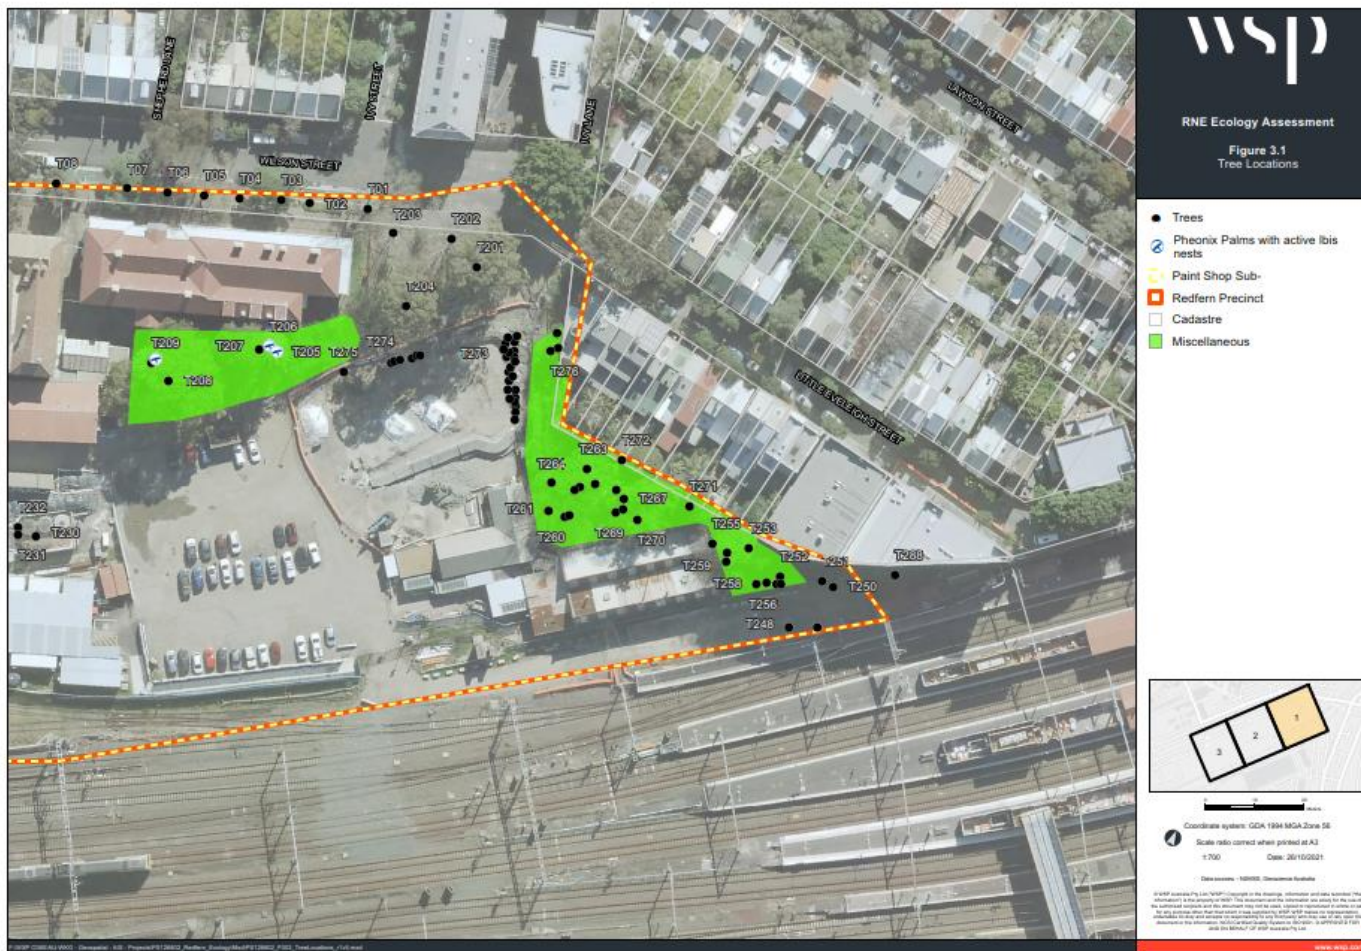 SHEPHERD LANE
IVY STREET
IVY LANE
LAWSON STREET
WILSON STREET
LITTLE EVELEIGH STREET
T08
T07
T06
T05
T04
T03
T02
T01
T203
T202
T201
T204
T206
T209
T207
T205
T275
T274
T273
T208
T276
T272
T263
T264
T271
T267
T261
T260
T269
T270
T255
T253
T252
T251
T288
T259
T258
T250
T256
T248
T232
T230
T231
wsp
RNE Ecology Assessment
Figure 3.1
Tree Locations
Trees
Pheonix Palms with active Ibis
nests
Paint Shop Sub-
Redfern Precinct
Cadastre
Miscellaneous
1
2
3
Coordinate system: GDA 1994 MGA Zone 56
Scale ratio correct when printed at A3
1:700 Date: 26/10/2021
www.wsp.com